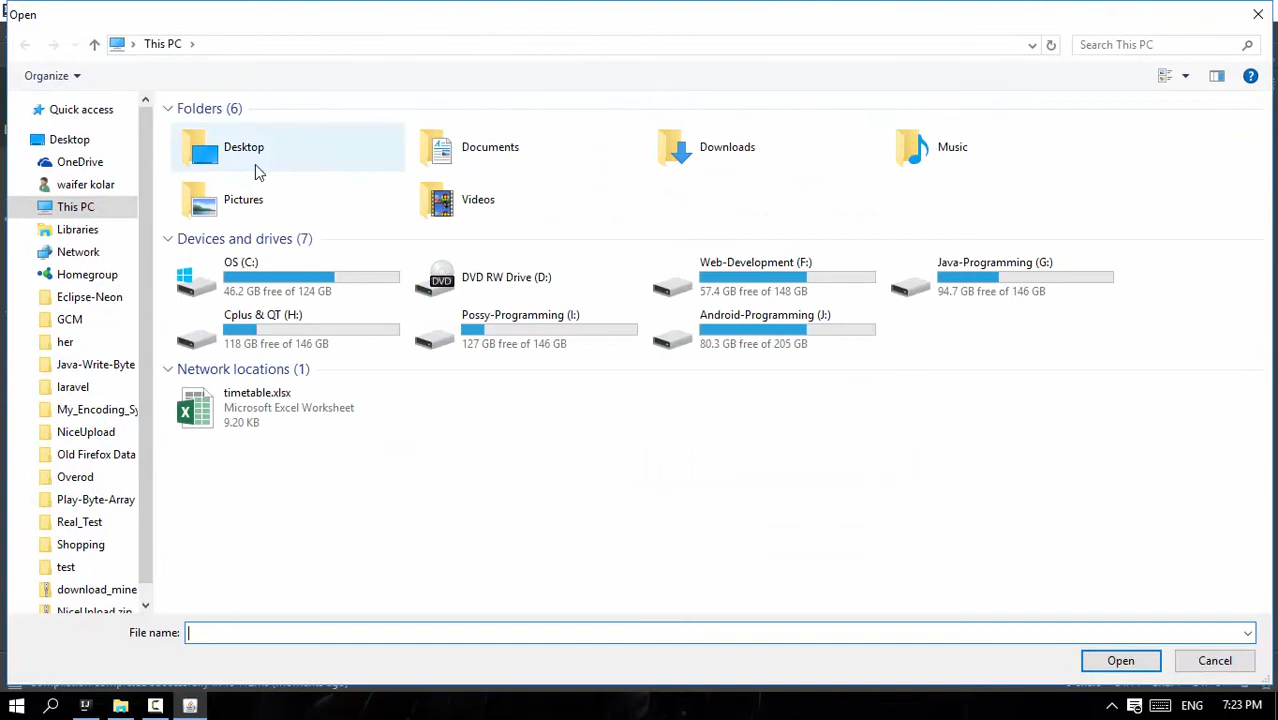 Open
This PC
Search This PC
Organize
Quick access
Desktop
OneDrive
waifer kolar
This PC
Libraries
Network
Homegroup
Eclipse-Neon
GCM
her
Java-Write-Byte
laravel
My_Encoding_Sy
NiceUpload
Old Firefox Data
Overod
Play-Byte-Array
Real_Test
Shopping
test
download_mine
NiceUpload.zip
Folders (6)
Desktop
Documents
Downloads
Music
Pictures
Videos
Devices and drives (7)
OS (C:)
46.2 GB free of 124 GB
DVD RW Drive (D:)
DVD
Web-Development (F:)
57.4 GB free of 148 GB
Java-Programming (G:)
94.7 GB free of 146 GB
Cplus & QT (H:)
118 GB free of 146 GB
Possy-Programming (I:)
127 GB free of 146 GB
Android-Programming (J:)
80.3 GB free of 205 GB
Network locations (1)
timetable.xlsx
Microsoft Excel Worksheet
9.20 KB
File name:
Open
Cancel
ENG
7:23 PM